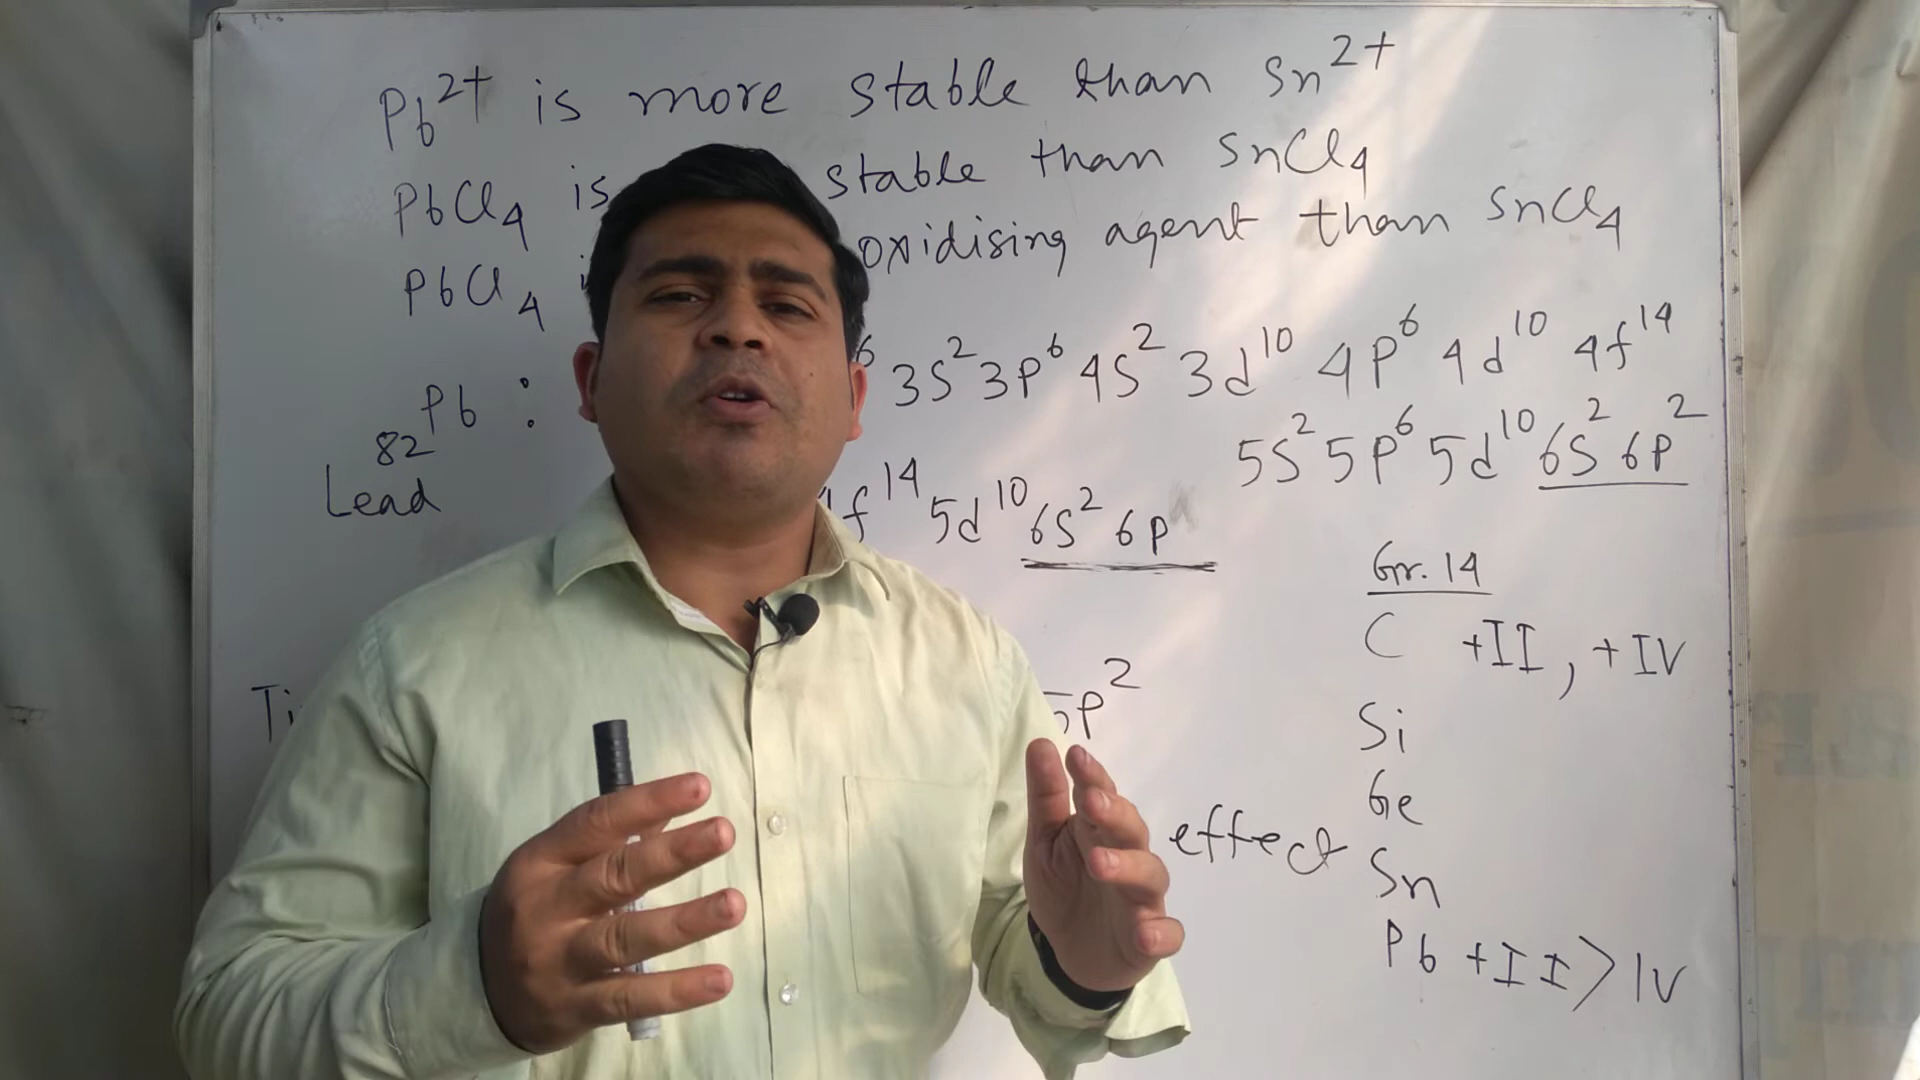 Pb2+ is more stable than Sn2+
PbCl4 is stable than SnCl4
PbCl4 oxidising agent than SnCl4
82Pb : 6 3s2 3p6 4s2 3d10 4p6 4d10 4f14
5s2 5p6 5d10 6s2 6p2
Lead f14 5d10 6s2 6p
Gr. 14
C +II, +IV
5p2
Si
Ge
effect
Sn
Pb +II > IV